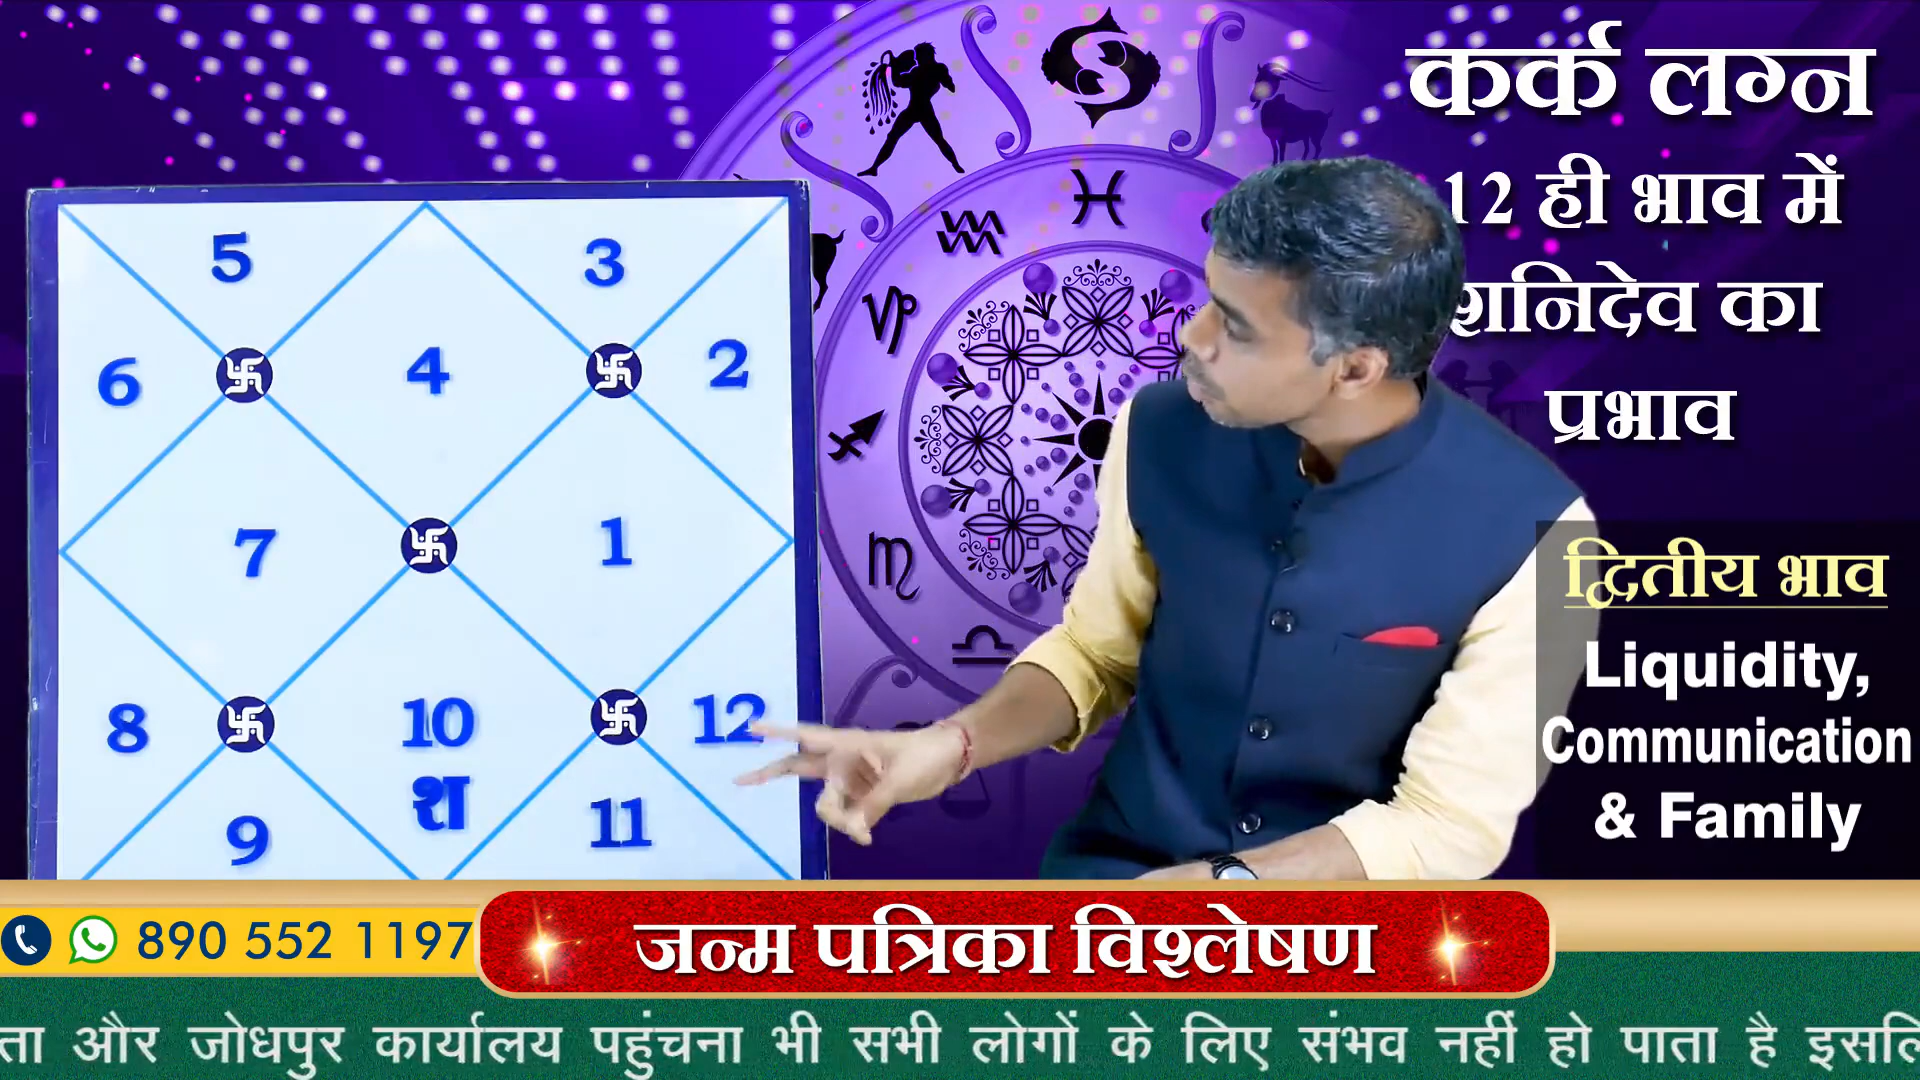 कर्क लग्न
12 ही भाव में
शनिदेव का
प्रभाव
5
3
6
4
2
7
1
8
10
12
श
9
11
द्वितीय भाव
Liquidity,
Communication
& Family
890 552 1197
जन्म पत्रिका विश्लेषण
और जोधपुर कार्यालय पहुंचना भी सभी लोगों के लिए संभव नहीं हो पाता है